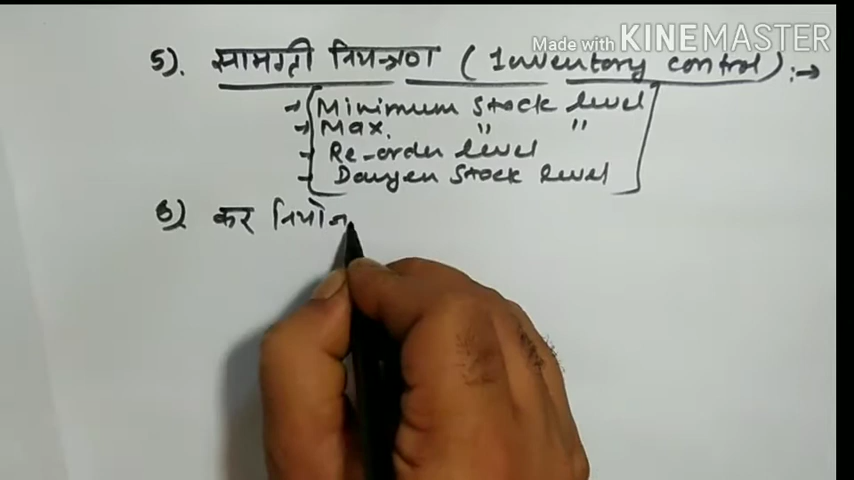 Made with KINEMASTER
5). सामग्री नियन्त्रण (Inventory control) :→
→ Minimum stock level
→ Max. " "
→ Re-order level
→ Danger stock level
6) कर नियोज